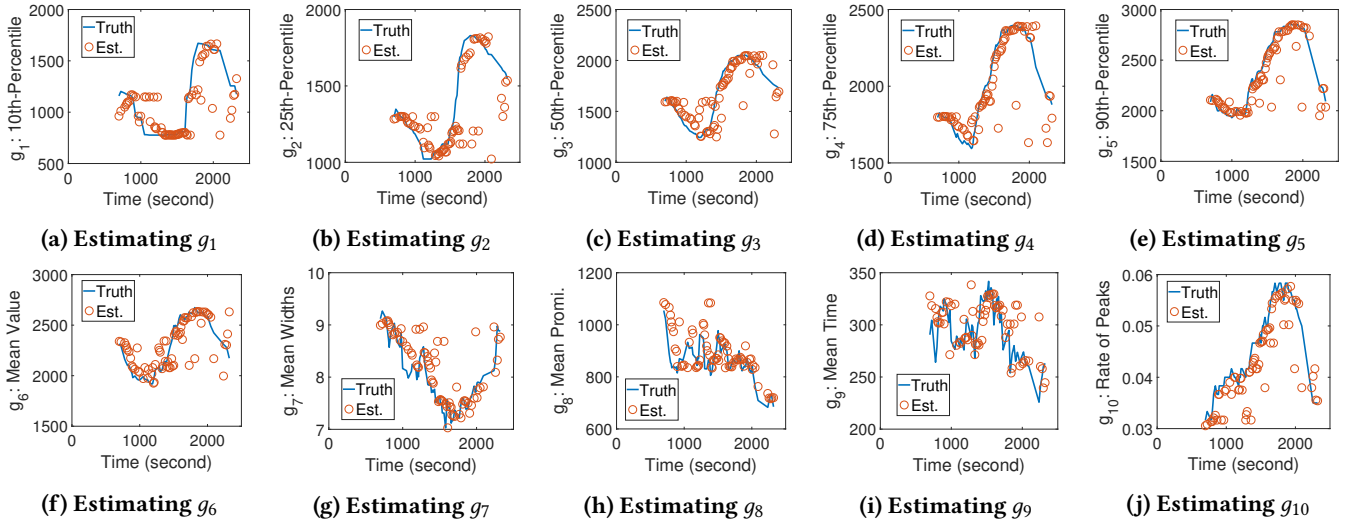 g1: 10th-Percentile
2000
1500
1000
500
0
1000
2000
Truth
Est.
Time (second)
(a) Estimating g1
g2: 25th-Percentile
2000
1500
1000
0
1000
2000
Truth
Est.
Time (second)
(b) Estimating g2
g3: 50th-Percentile
2500
2000
1500
1000
0
1000
2000
Truth
Est.
Time (second)
(c) Estimating g3
g4: 75th-Percentile
2500
2000
1500
0
1000
2000
Truth
Est.
Time (second)
(d) Estimating g4
g5: 90th-Percentile
3000
2500
2000
1500
0
1000
2000
Truth
Est.
Time (second)
(e) Estimating g5
g6: Mean Value
3000
2500
2000
1500
0
1000
2000
Truth
Est.
Time (second)
(f) Estimating g6
g7: Mean Widths
10
9
8
7
0
1000
2000
Truth
Est.
Time (second)
(g) Estimating g7
g8: Mean Promi.
1200
1000
800
600
0
1000
2000
Truth
Est.
Time (second)
(h) Estimating g8
g9: Mean Time
350
300
250
200
0
1000
2000
Truth
Est.
Time (second)
(i) Estimating g9
g10: Rate of Peaks
0.06
0.05
0.04
0.03
0
1000
2000
Truth
Est.
Time (second)
(j) Estimating g10